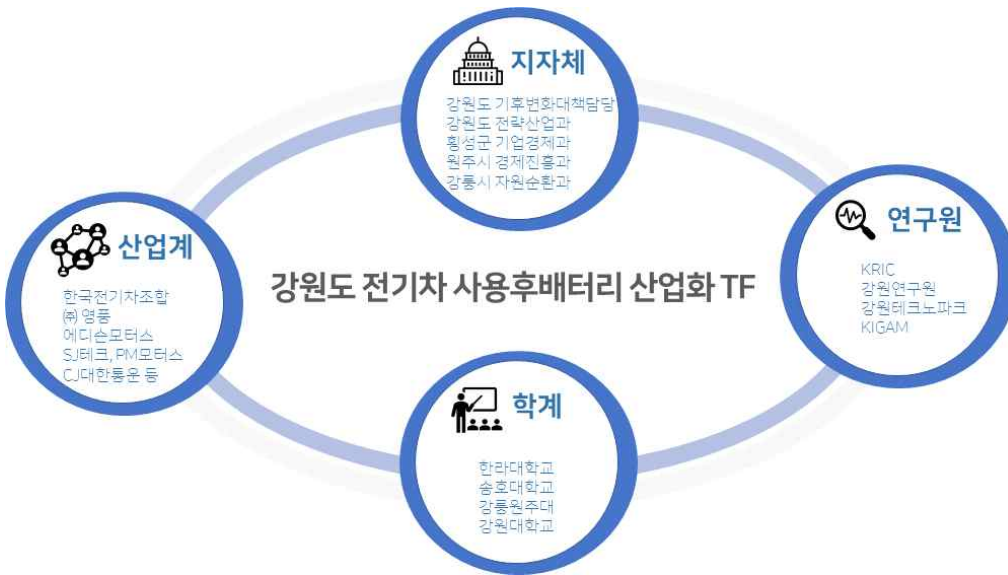 지자체
강원도 기후변화대책담당
강원도 전략산업과
횡성군 기업경제과
원주시 경제진흥과
강릉시 자원순환과
산업계
한국전기차조합
㈜ 영풍
에디슨모터스
SJ테크, PM모터스
CJ대한통운 등
강원도 전기차 사용후배터리 산업화 TF
연구원
KRIC
강원연구원
강원테크노파크
KIGAM
학계
한라대학교
송호대학교
강릉원주대
강원대학교